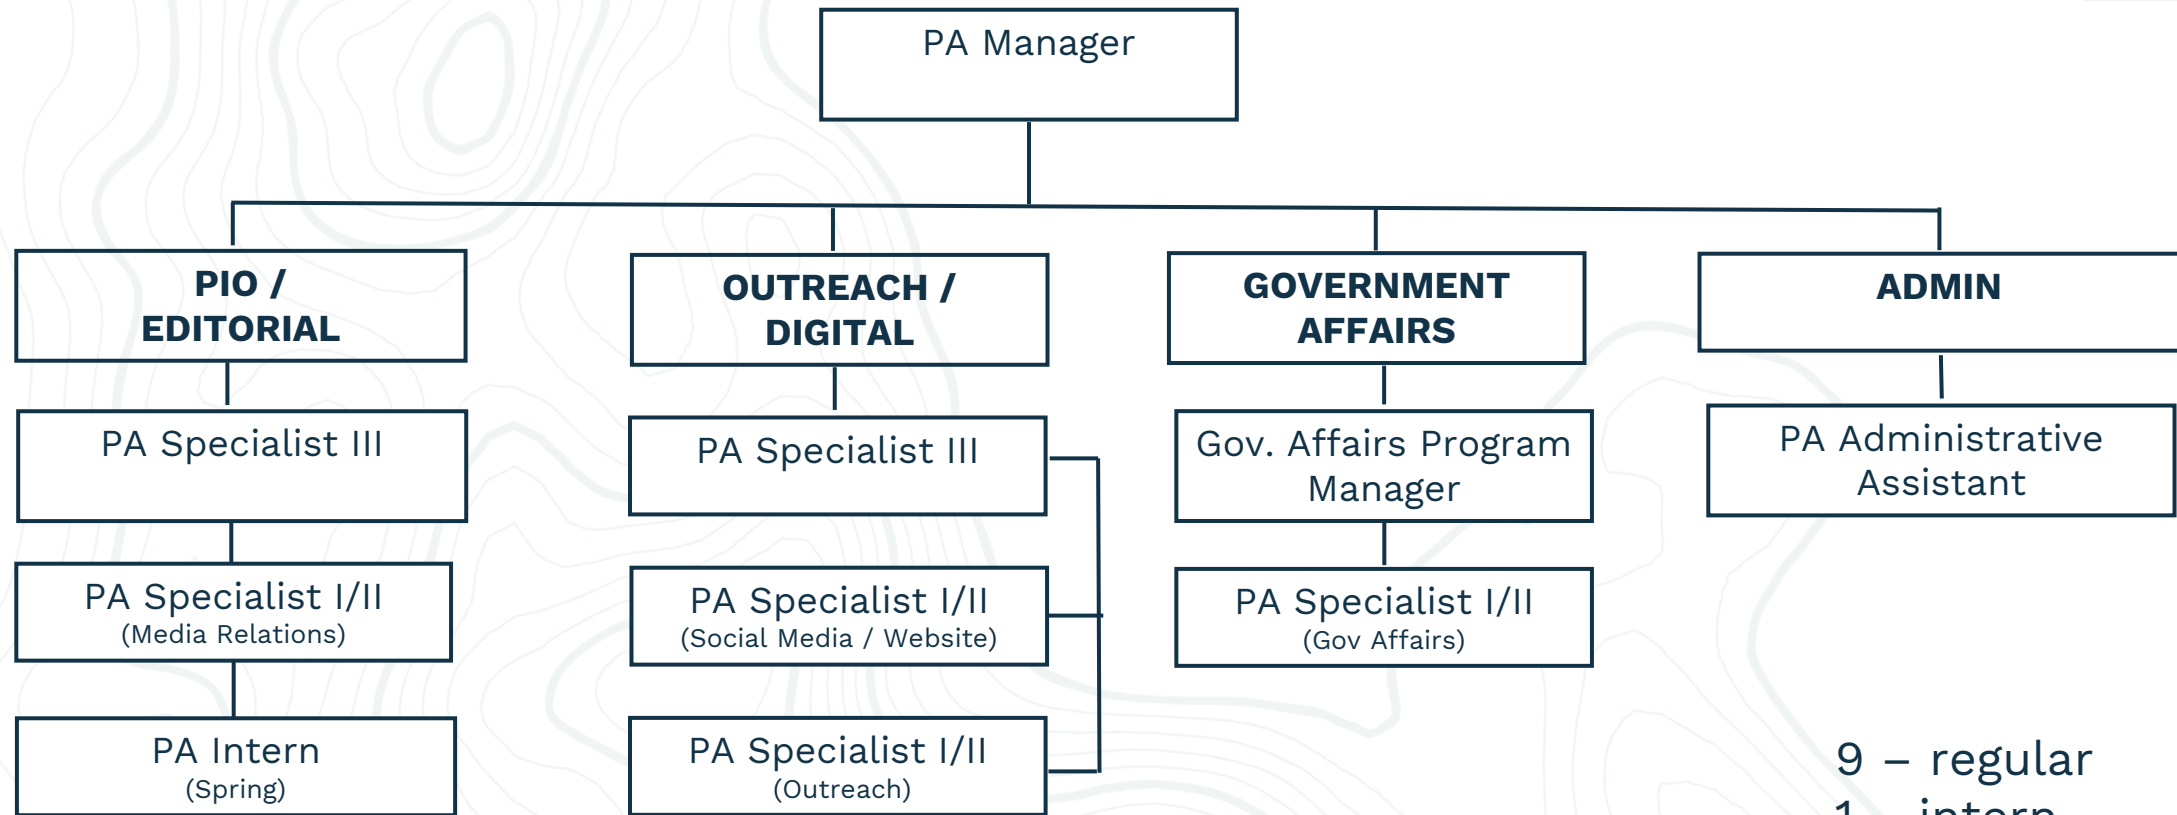 PA Manager
PIO /
EDITORIAL
OUTREACH /
DIGITAL
GOVERNMENT
AFFAIRS
ADMIN
PA Specialist III
PA Specialist III
Gov. Affairs Program
Manager
PA Administrative
Assistant
PA Specialist I/II
(Media Relations)
PA Specialist I/II
(Social Media / Website)
PA Specialist I/II
(Gov Affairs)
PA Intern
(Spring)
PA Specialist I/II
(Outreach)
9 – regular
1 – intern